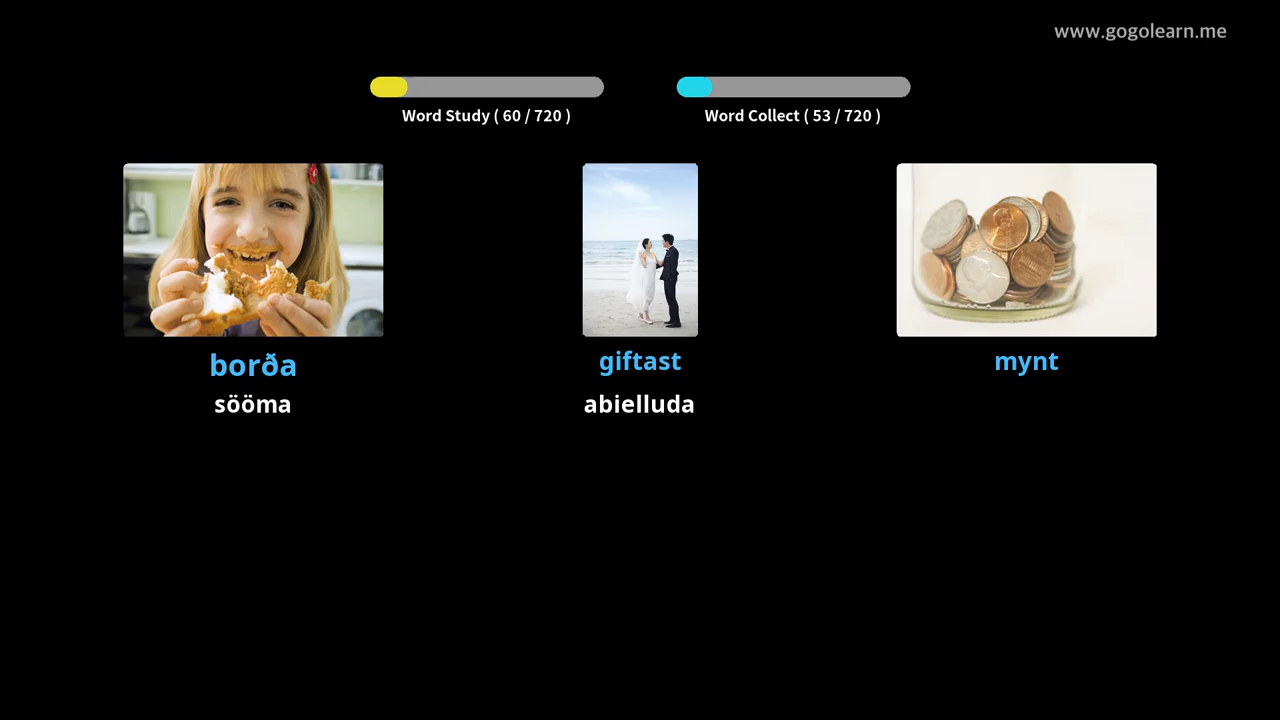 www.gogolearn.me
Word Study ( 60 / 720 )
Word Collect ( 53 / 720 )
borða
giftast
mynt
sööma
abielluda